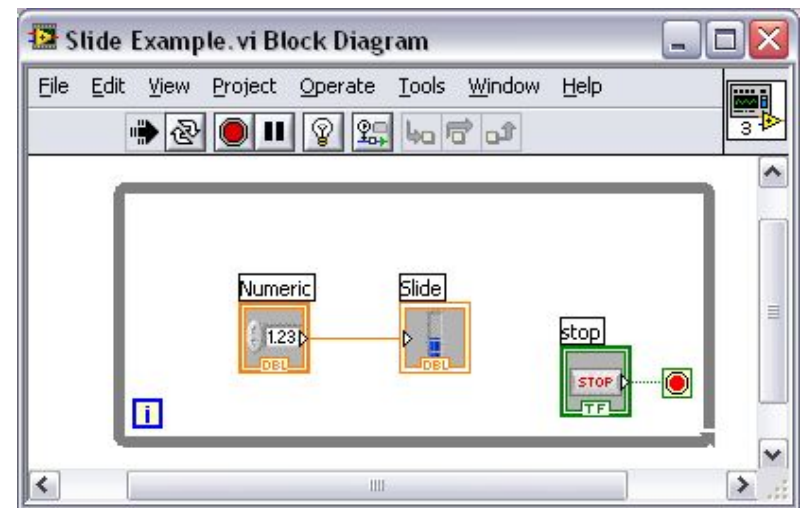 Slide Example.vi Block Diagram
File Edit View Project Operate Tools Window Help
3
Numeric
Slide
1.23
DBL
DBL
stop
STOP
TF
i